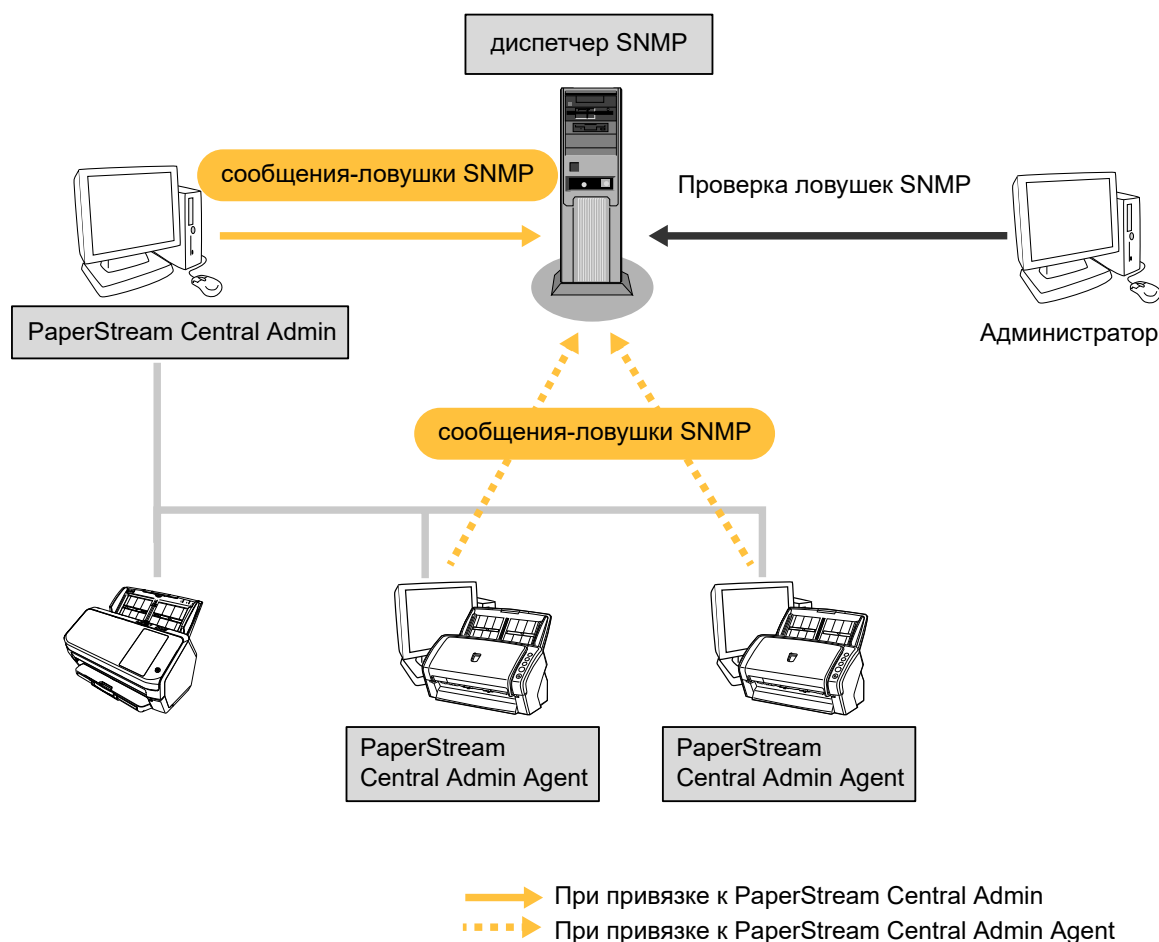 диспетчер SNMP
сообщения-ловушки SNMP
Проверка ловушек SNMP
PaperStream Central Admin
Администратор
сообщения-ловушки SNMP
PaperStream
Central Admin Agent
PaperStream
Central Admin Agent
При привязке к PaperStream Central Admin
При привязке к PaperStream Central Admin Agent